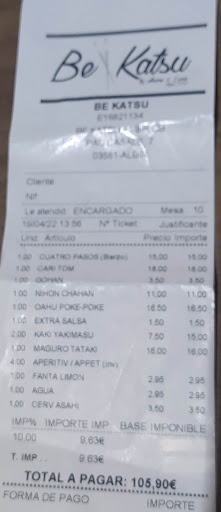 Be Katsu
BE KATSU
E16821134
03581-ALBIR
Cliente
Nif
Le atendió ENCARGADO Mesa 10
19/04/22 13:56 Nº Ticket Justificante
Und Artículo Precio Importe
1.00 CUATRO PASOS (Bierzo) 15,00 15,00
1.00 CARI TOM 18,00 18,00
1.00 GOHAN 3,50 3,50
1.00 NIHON CHAHAN 11,00 11,00
1.00 OAHU POKE-POKE 16,50 16,50
1.00 EXTRA SALSA 1.50 1.50
2.00 KAKI YAKIMASU 7,50 15,00
1.00 MAGURO TATAKI 16,00 16,00
4.00 APERITIV / APPET (inv)
1.00 FANTA LIMON 2.95 2.95
1.00 AGUA 2.95 2.95
1.00 CERV ASAHI 3.50 3.50
IMP% IMPORTE IMP. BASE IMPONIBLE
10.00 9,63€
T. IMP... 9.63€
TOTAL A PAGAR: 105,90€
FORMA DE PAGO IMPORTE